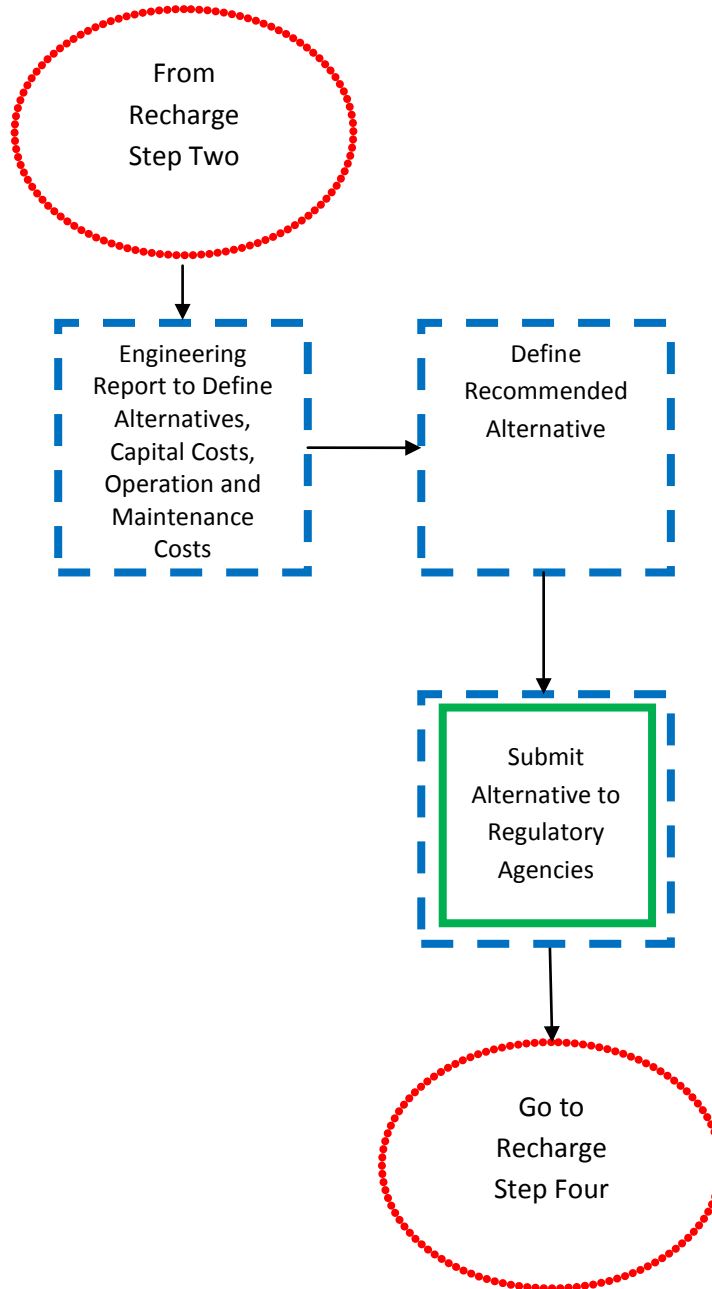 From
Recharge
Step Two
Engineering
Report to Define
Alternatives,
Capital Costs,
Operation and
Maintenance
Costs
Define
Recommended
Alternative
Submit
Alternative to
Regulatory
Agencies
Go to
Recharge
Step Four